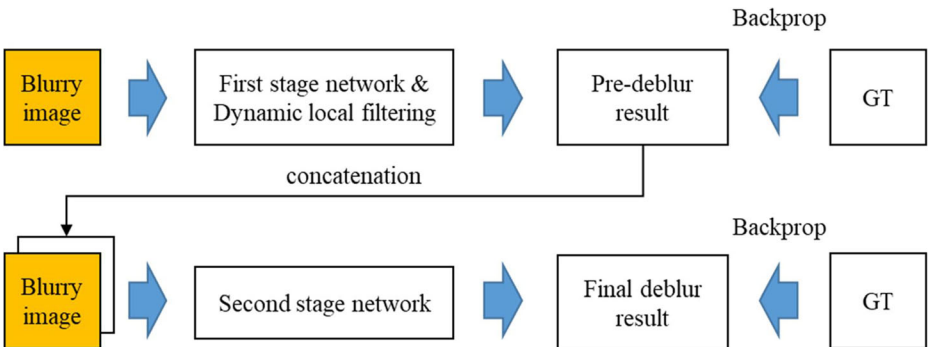 Backprop
Blurry
image
First stage network &
Dynamic local filtering
Pre-deblur
result
GT
concatenation
Backprop
Blurry
image
Second stage network
Final deblur
result
GT